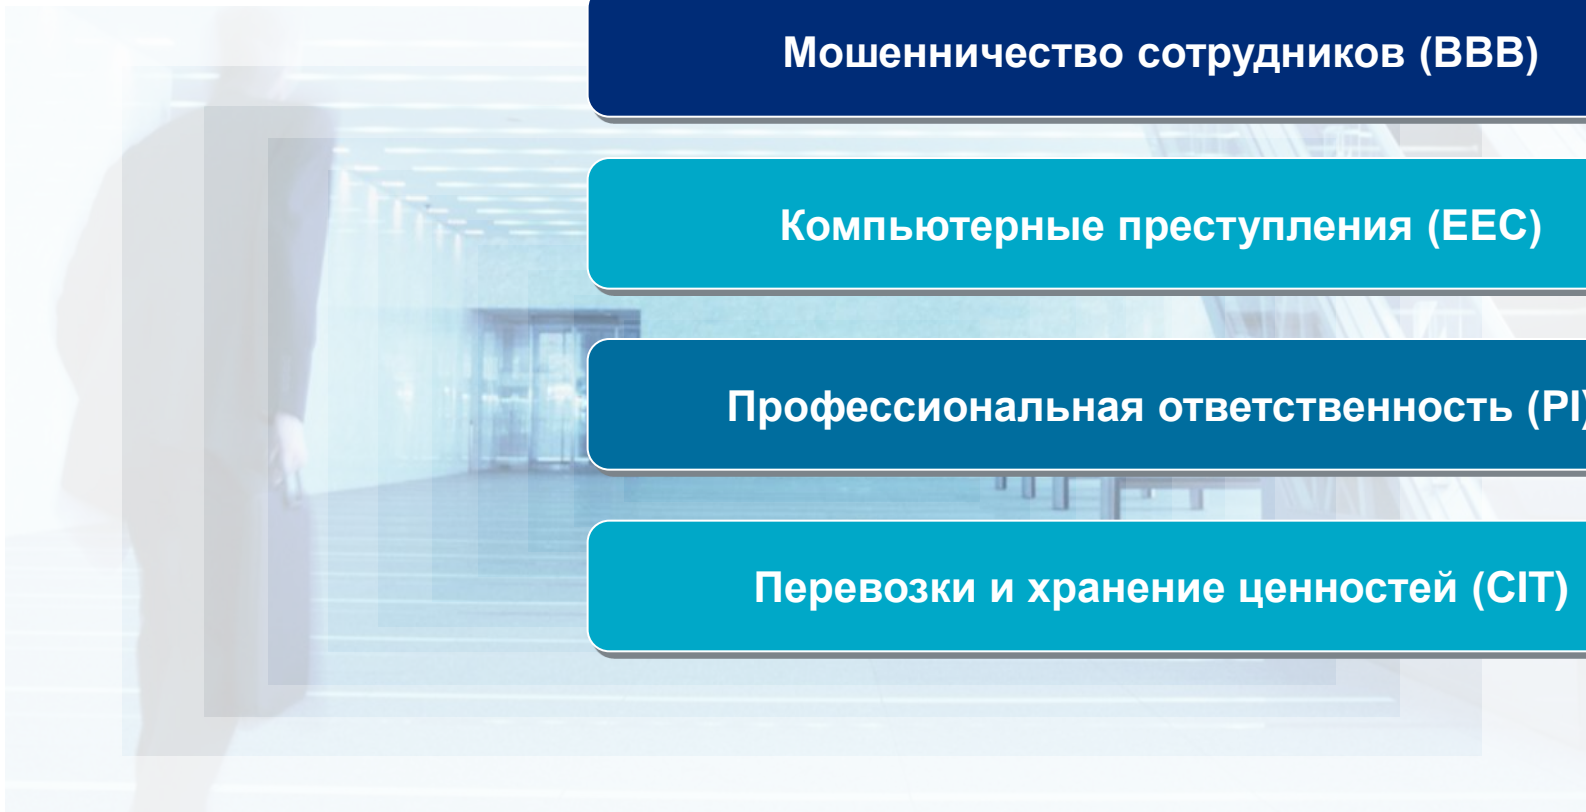 Мошенничество сотрудников (BBB)
Компьютерные преступления (EEC)
Профессиональная ответственность (PI)
Перевозки и хранение ценностей (CIT)